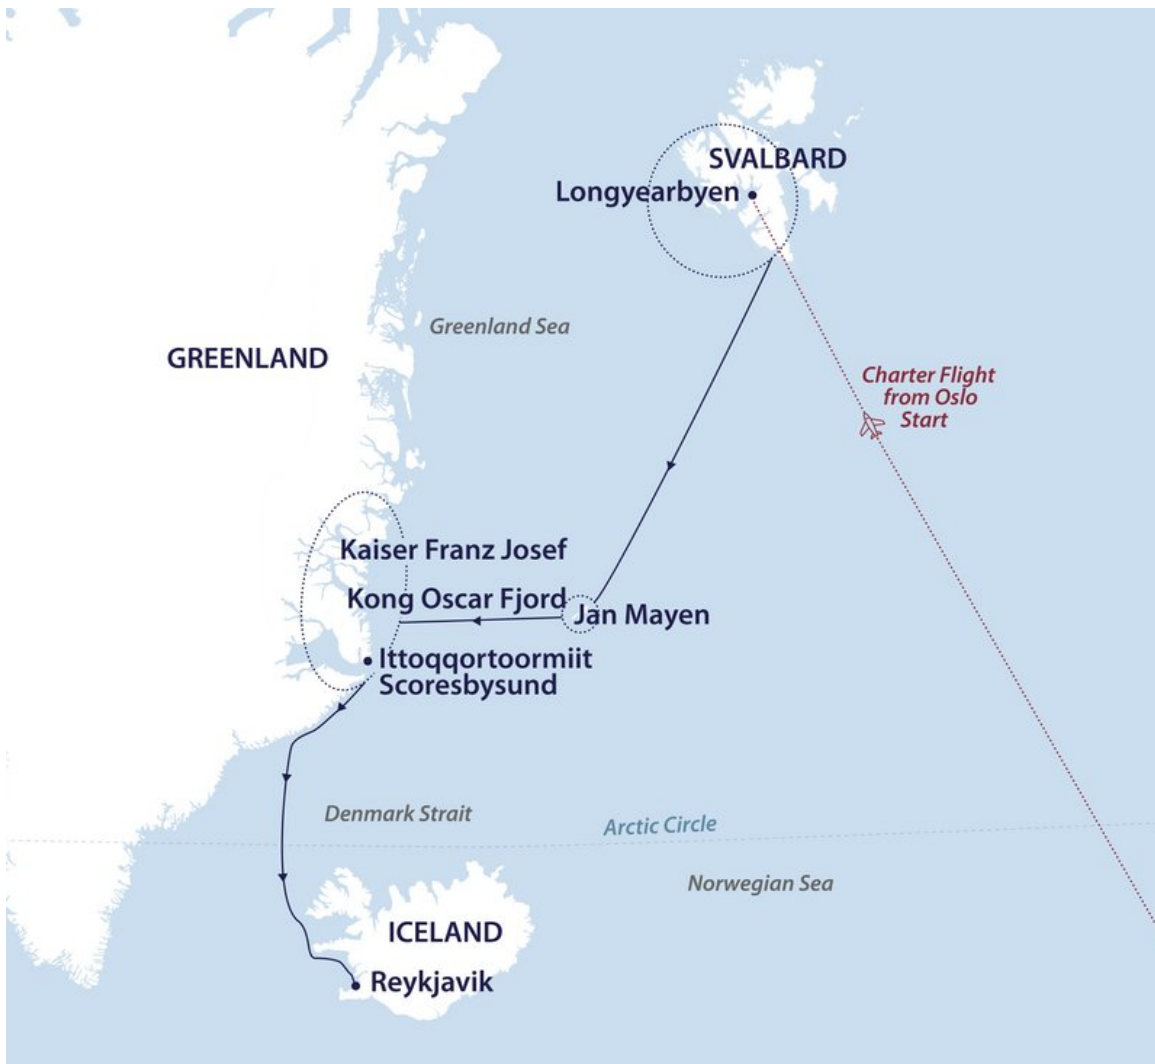 SVALBARD
Longyearbyen
Greenland Sea
GREENLAND
Charter Flight
from Oslo
Start
Kaiser Franz Josef
Kong Oscar Fjord
Jan Mayen
Ittoqqortoormiit
Scoresbysund
Denmark Strait
Arctic Circle
Norwegian Sea
ICELAND
Reykjavik